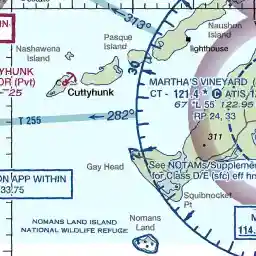 313°
Naushon
Island
Pasque
Island
lighthouse
Nashawena
Island
30
YHUNK
OR (Pvt)
- 25
Cuttyhunk
MARTHA'S VINEYARD (
CT - 121.4 * C ATIS
67 *L 55 122.95
RP 24, 33
T 255
282°
311
Gay Head
See NOTAMs/Supplement
for Class D/E (sfc) eff h
ON APP WITHIN
33.75
Squibnocket
Pt
NOMANS LAND ISLAND
NATIONAL WILDLIFE REFUGE
Nomans
Land
M
114.